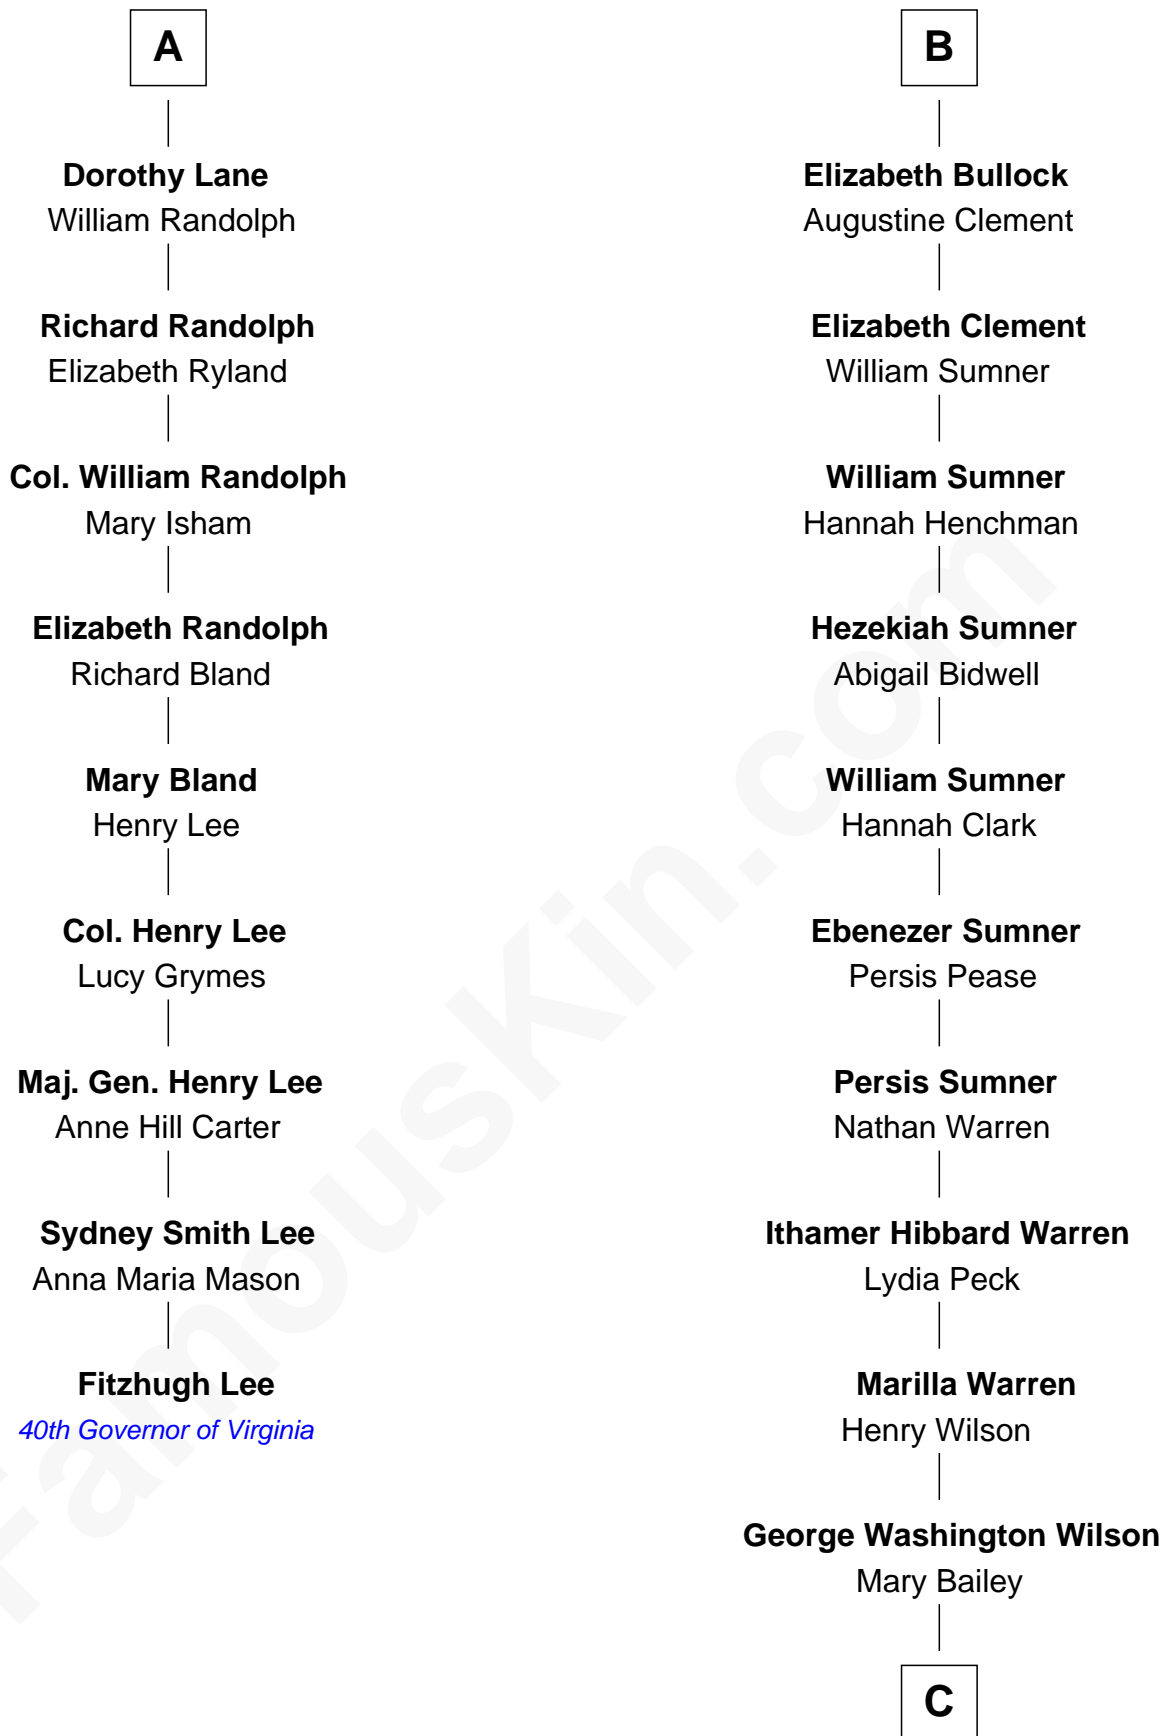 A
Dorothy Lane
William Randolph
Richard Randolph
Elizabeth Ryland
Col. William Randolph
Mary Isham
Elizabeth Randolph
Richard Bland
Mary Bland
Henry Lee
Col. Henry Lee
Lucy Grymes
Maj. Gen. Henry Lee
Anne Hill Carter
Sydney Smith Lee
Anna Maria Mason
Fitzhugh Lee
40th Governor of Virginia
B
Elizabeth Bullock
Augustine Clement
Elizabeth Clement
William Sumner
William Sumner
Hannah Henchman
Hezekiah Sumner
Abigail Bidwell
William Sumner
Hannah Clark
Ebenezer Sumner
Persis Pease
Persis Sumner
Nathan Warren
Ithamer Hibbard Warren
Lydia Peck
Marilla Warren
Henry Wilson
George Washington Wilson
Mary Bailey
C
FamousKin.com